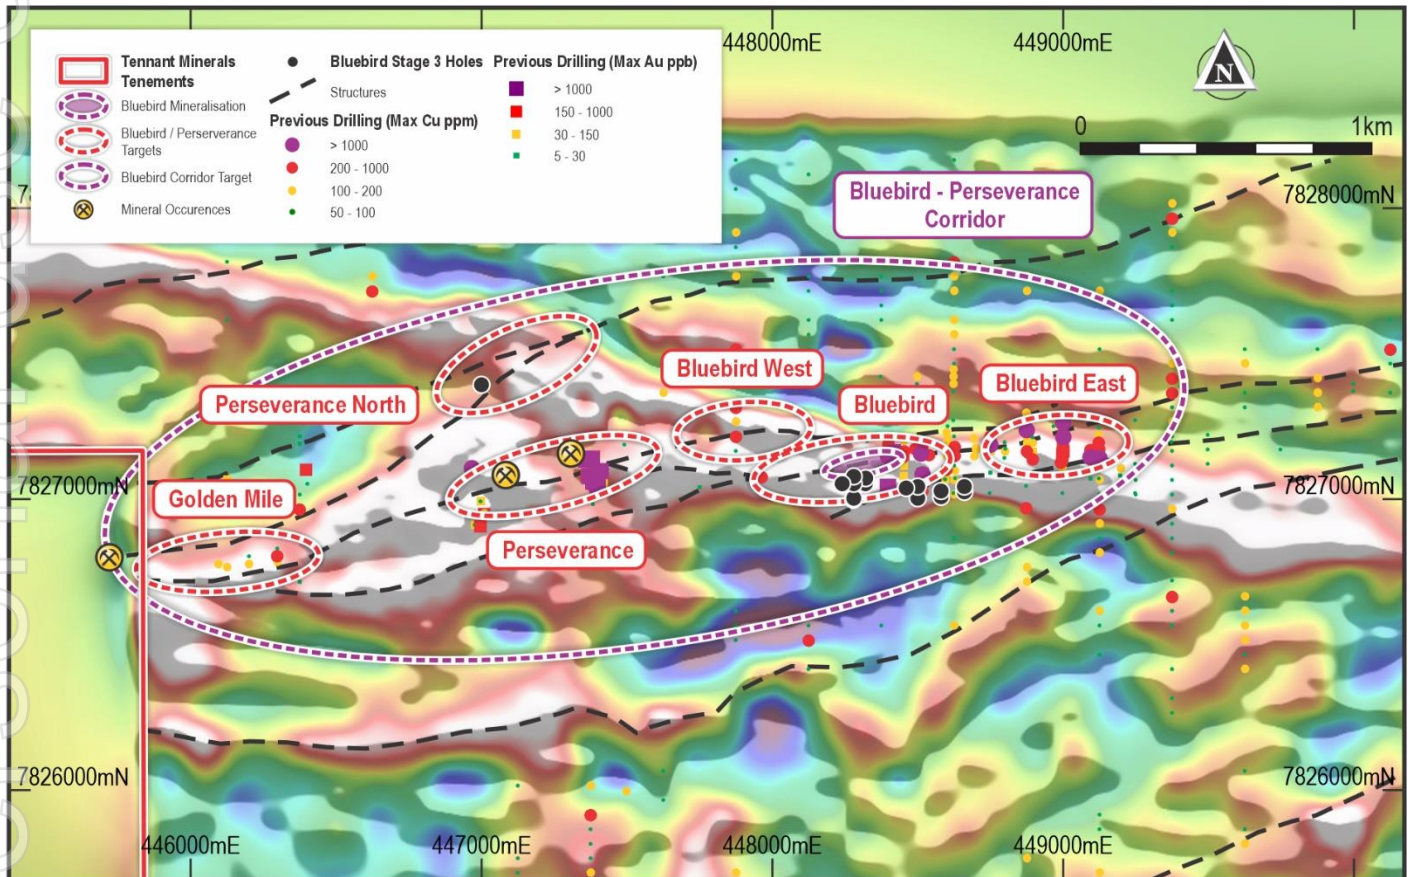 Tennant Minerals
Tenements
Bluebird Mineralisation
Bluebird / Perserverance
Targets
Bluebird Corridor Target
Mineral Occurences
Bluebird Stage 3 Holes
Structures
Previous Drilling (Max Cu ppm)
> 1000
200 - 1000
100 - 200
50 - 100
Previous Drilling (Max Au ppb)
> 1000
150 - 1000
30 - 150
5 - 30
448000mE
449000mE
N
0
1km
7828000mN
Bluebird - Perseverance
Corridor
Bluebird West
Bluebird East
Perseverance North
Bluebird
7827000mN
7827000mN
Golden Mile
Perseverance
7826000mN
7826000mN
446000mE
447000mE
448000mE
449000mE